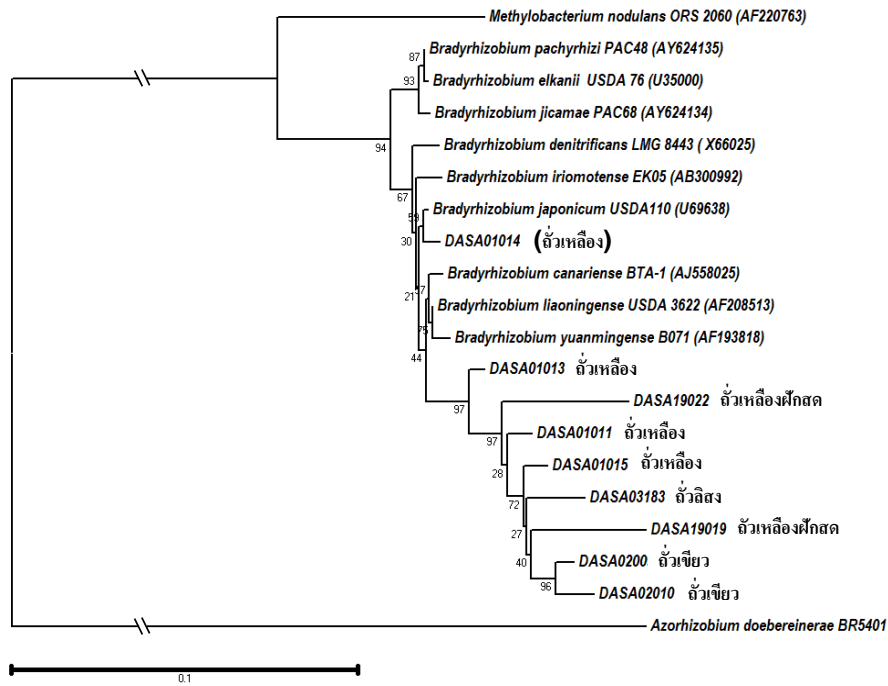 Methylobacterium nodulans ORS 2060 (AF220763)
Bradyrhizobium pachyrhizi PAC48 (AY624135)
87
Bradyrhizobium elkanii USDA 76 (U35000)
93
Bradyrhizobium jicamae PAC68 (AY624134)
94
Bradyrhizobium denitrificans LMG 8443 ( X66025)
Bradyrhizobium iriomotense EK05 (AB300992)
67
Bradyrhizobium japonicum USDA110 (U69638)
59
30
DASA01014 (ถั่วเหลือง)
Bradyrhizobium canariense BTA-1 (AJ558025)
21
Bradyrhizobium liaoningense USDA 3622 (AF208513)
75
Bradyrhizobium yuanmingense B071 (AF193818)
44
DASA01013 ถั่วเหลือง
97
DASA19022 ถั่วเหลืองฝักสด
97
DASA01011 ถั่วเหลือง
28
DASA01015 ถั่วเหลือง
72
DASA03183 ถั่วลิสง
27
DASA19019 ถัวเหลืองฝักสด
40
DASA0200 ถั่วเขียว
96
DASA02010 ถั่วเขียว
Azorhizobium doebereinerae BR5401
0.1